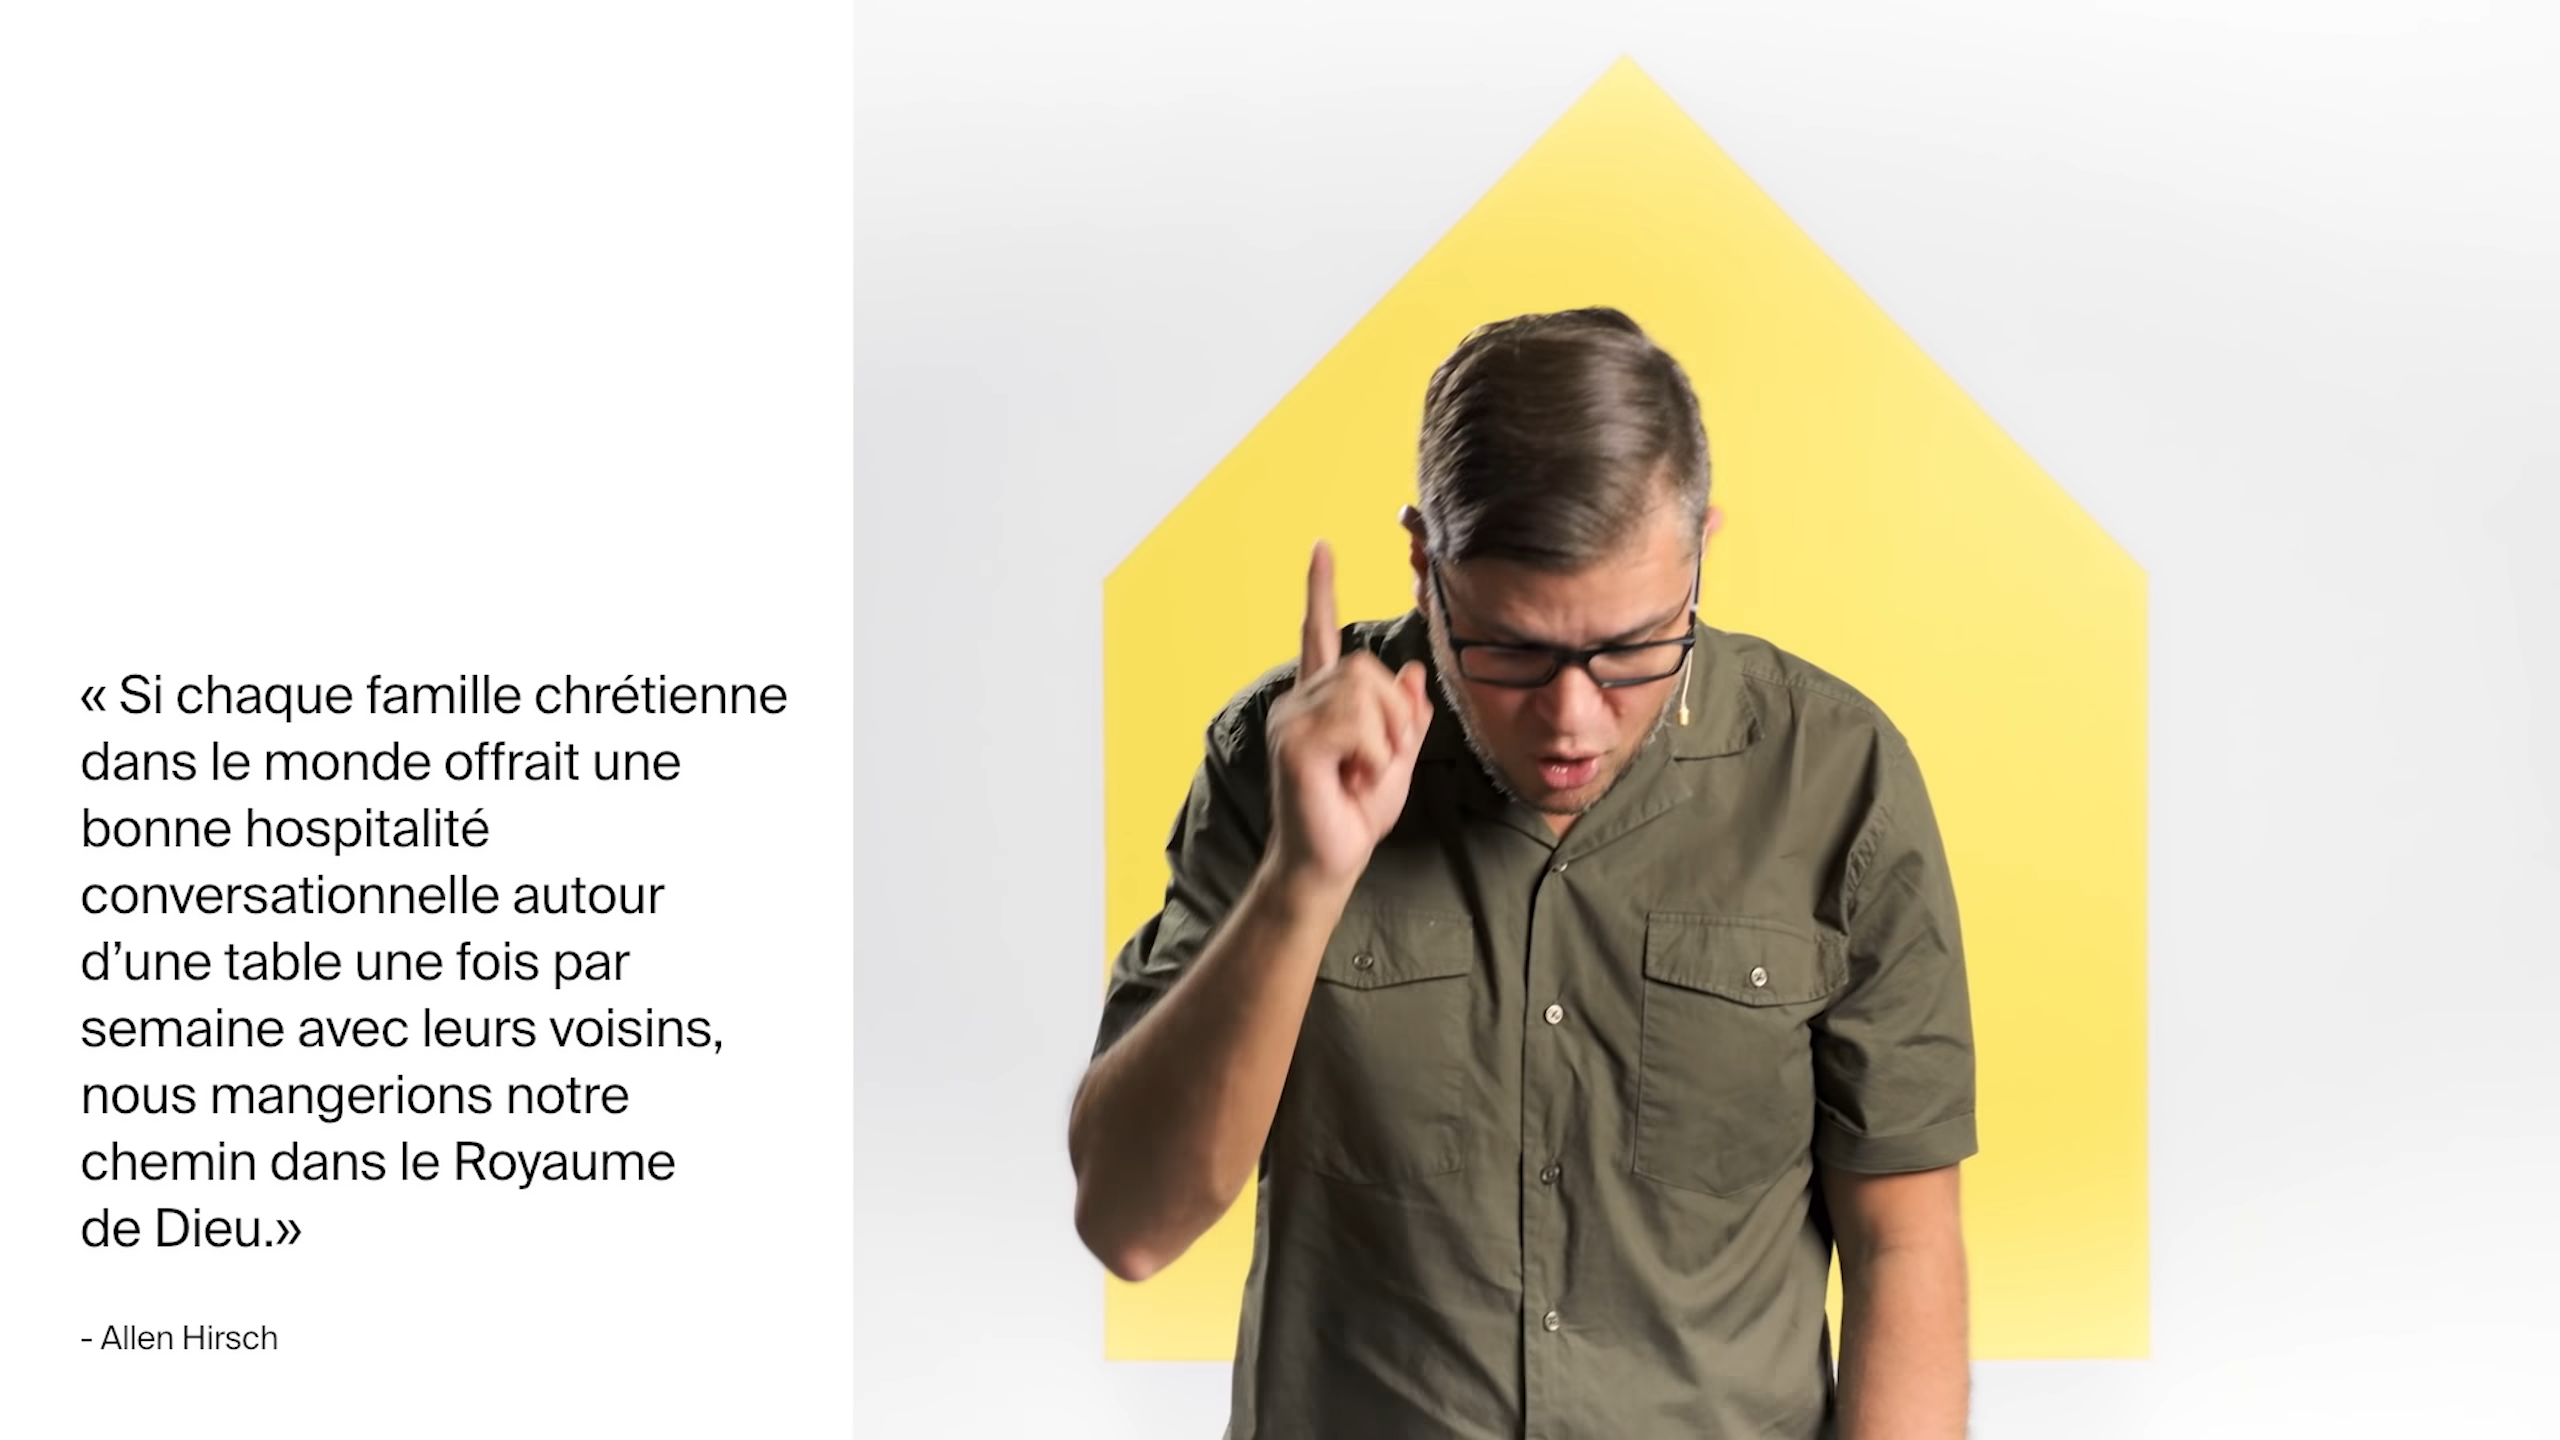 « Si chaque famille chrétienne
dans le monde offrait une
bonne hospitalité
conversationnelle autour
d’une table une fois par
semaine avec leurs voisins,
nous mangerions notre
chemin dans le Royaume
de Dieu.»
- Allen Hirsch